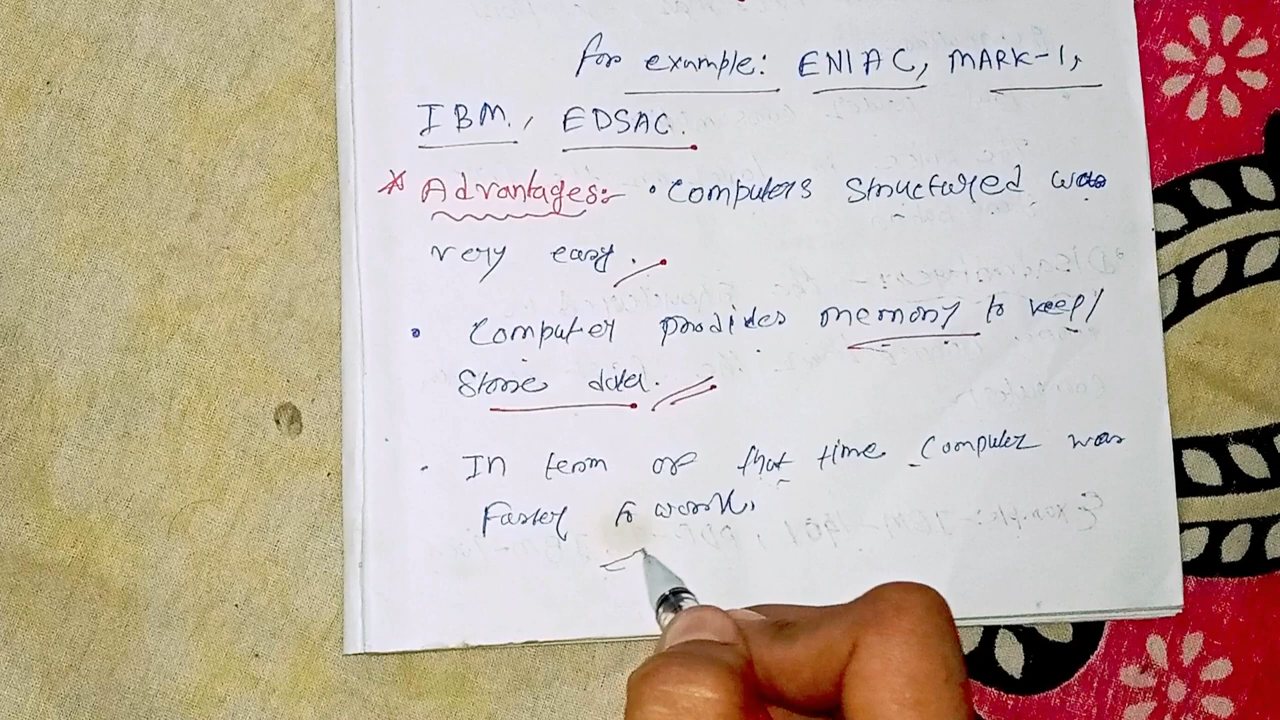 for example: ENIAC, MARK-1,
IBM., EDSAC.
* Advantages:- • Computers structured was
very easy.
• Computer provides memory to keep/
store data.
• In term of that time computer was
Faster to work.